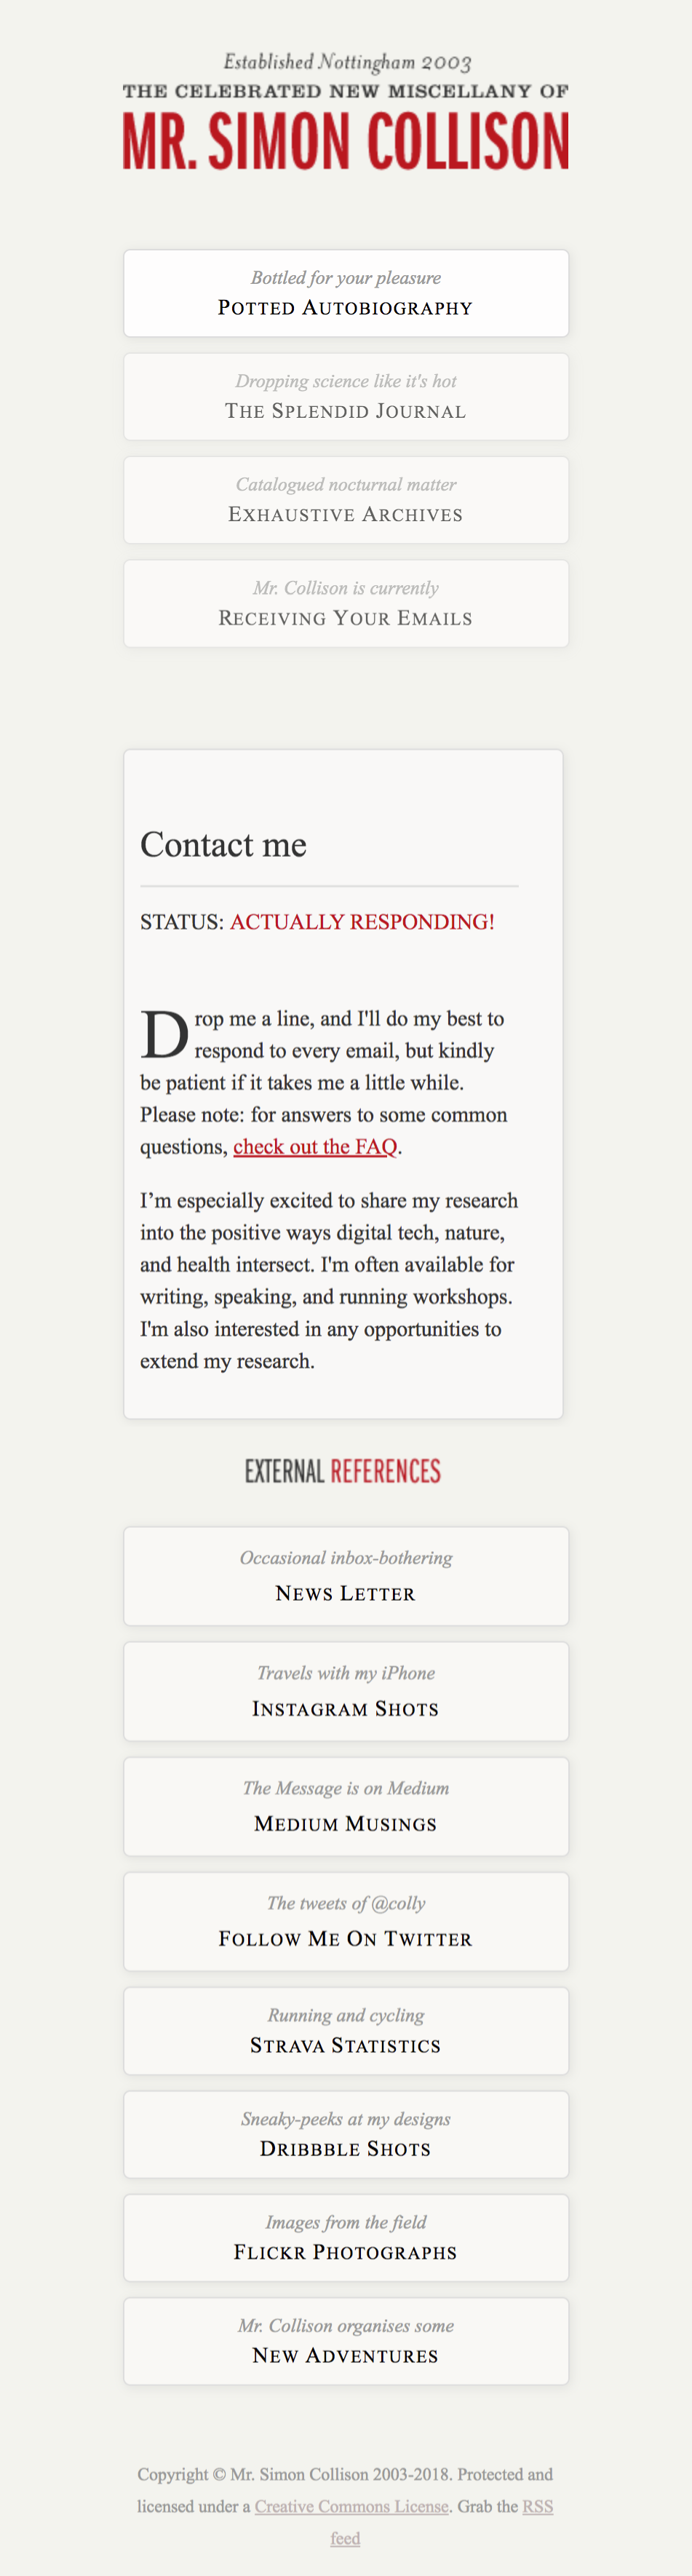 Established Nottingham 2003
THE CELEBRATED NEW MISCELLANY OF
MR. SIMON COLLISON
Bottled for your pleasure
POTTED AUTOBIOGRAPHY
Dropping science like it's hot
THE SPLENDID JOURNAL
Catalogued nocturnal matter
EXHAUSTIVE ARCHIVES
Mr. Collison is currently
RECEIVING YOUR EMAILS
Contact me
STATUS: ACTUALLY RESPONDING!
Drop me a line, and I'll do my best to
respond to every email, but kindly
be patient if it takes me a little while.
Please note: for answers to some common
questions, check out the FAQ.
I’m especially excited to share my research
into the positive ways digital tech, nature,
and health intersect. I'm often available for
writing, speaking, and running workshops.
I'm also interested in any opportunities to
extend my research.
EXTERNAL REFERENCES
Occasional inbox-bothering
NEWS LETTER
Travels with my iPhone
INSTAGRAM SHOTS
The Message is on Medium
MEDIUM MUSINGS
The tweets of @colly
FOLLOW ME ON TWITTER
Running and cycling
STRAVA STATISTICS
Sneaky-peeks at my designs
DRIBBBLE SHOTS
Images from the field
FLICKR PHOTOGRAPHS
Mr. Collison organises some
NEW ADVENTURES
Copyright © Mr. Simon Collison 2003-2018. Protected and
licensed under a Creative Commons License. Grab the RSS
feed